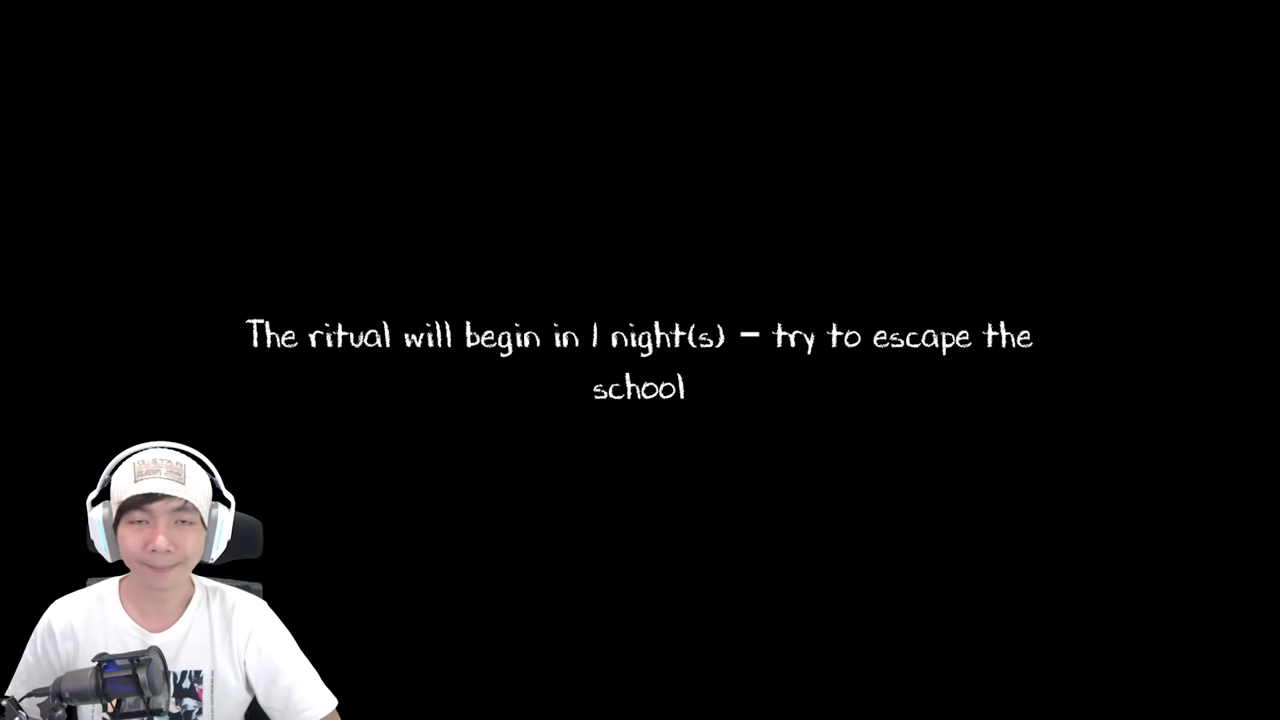 The ritual will begin in 1 night(s) – try to escape the
school